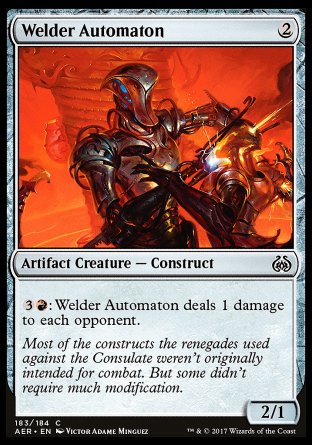 Welder Automaton 2
Artifact Creature — Construct
3: Welder Automaton deals 1 damage
to each opponent.
Most of the constructs the renegades used
against the Consulate weren't originally
intended for combat. But some didn't
require much modification.
2/1
183/184 C
AER • EN Victor Adame Minguez
™ & © 2017 Wizards of the Coast